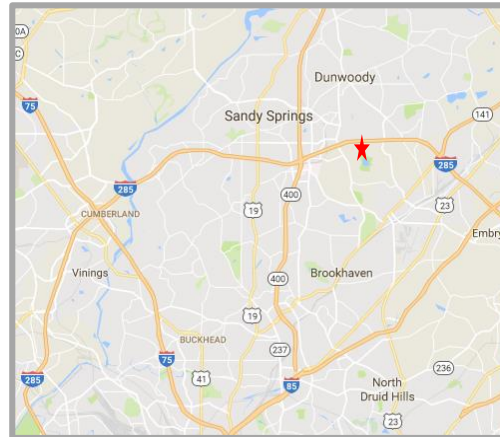 0A
C
Dunwoody
75
Sandy Springs
141
285
285
400
CUMBERLAND
19
23
Embry
Vinings
400
Brookhaven
19
BUCKHEAD
237
75
285
41
85
236
North
Druid Hills
23